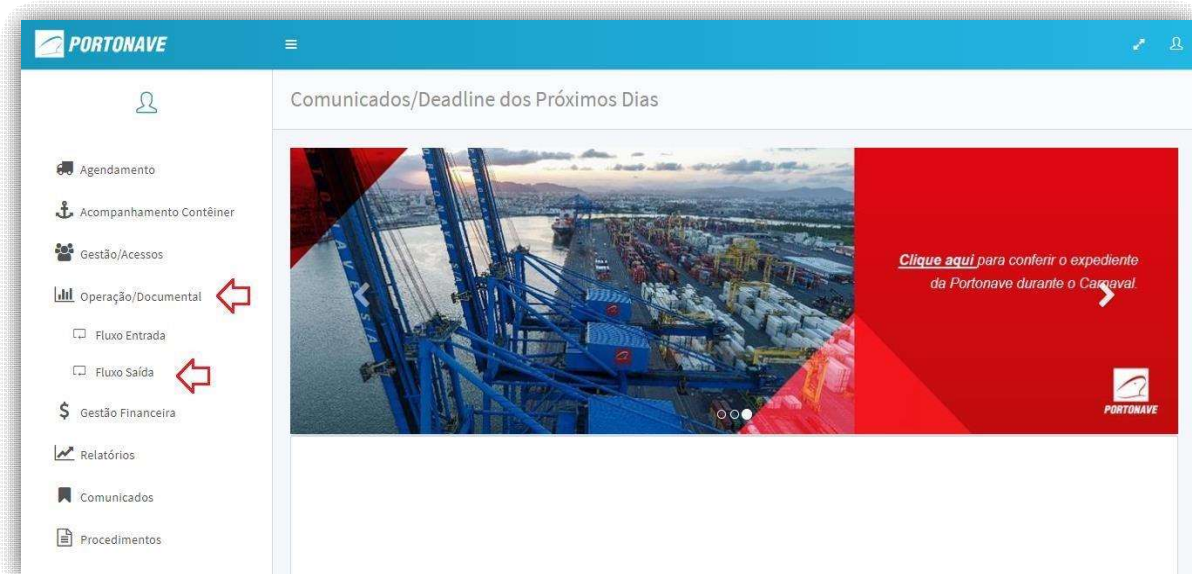 PORTONAVE
Comunicados/Deadline dos Próximos Dias
Agendamento
Acompanhamento Contêiner
Gestão/Acessos
Operação/Documental
Fluxo Entrada
Fluxo Saída
Gestão Financeira
Relatórios
Comunicados
Procedimentos
Clique aqui para conferir o expediente
da Portonave durante o Carnaval.
PORTONAVE